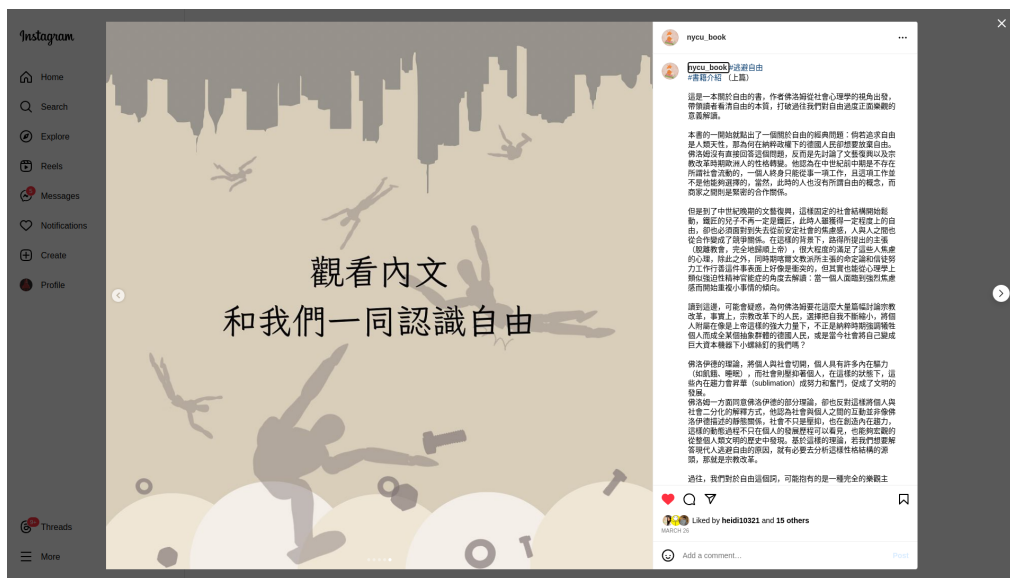 Instagram
Home
Search
Explore
Reels
Messages
Notifications
Create
Profile
9+
Threads
More
觀看內文
和我們一同認識自由
nycu_book
nycu_book #逃避自由
#書籍介紹 （上篇）
這是一本關於自由的書，作者佛洛姆從社會心理學的視角出發，
帶領讀者看清自由的本質，打破過往我們對自由過度正面樂觀的
意義解讀。
本書的一開始就點出了一個關於自由的經典問題：倘若追求自由
是人類天性，那為何在納粹政權下的德國人民卻想要放棄自由。
佛洛姆沒有直接回答這個問題，反而是先討論了文藝復興以及宗
教改革時期歐洲人的性格轉變。他認為在中世紀前中期是不存在
所謂社會流動的，一個人終身只能從事一項工作，且這項工作並
不是他能夠選擇的，當然，此時的人也沒有所謂自由的概念，而
商家之間則是緊密的合作關係。
但是到了中世紀晚期的文藝復興，這樣固定的社會結構開始鬆
動，鐵匠的兒子不再一定是鐵匠，此時人雖獲得一定程度上的自
由，卻也必須面對到失去從前安定社會的焦慮感，人與人之間也
從合作變成了競爭關係。在這樣的背景下，路得所提出的主張
（脫離教會，完全地歸順上帝），很大程度的滿足了這些人焦慮
的心理，除此之外，同時期喀爾文教派所主張的命定論和信徒努
力工作行善這件事表面上好像是衝突的，但其實也能從心理學上
類似強迫性精神官能症的角度去解讀：當一個人面臨到強烈焦慮
感而開始重複小事情的傾向。
讀到這邊，可能會疑惑，為何佛洛姆要花這麼大量篇幅討論宗教
改革，事實上，宗教改革下的人民，選擇把自我不斷縮小，將個
人附屬在像是上帝這樣的強大力量下，不正是納粹時期強調犧牲
個人而成全某個抽象群體的德國人民，或是當今社會將自己變成
巨大資本機器下小螺絲釘的我們嗎？
佛洛伊德的理論，將個人與社會切開，個人具有許多內在驅力
（如飢餓、睡眠），而社會則壓抑著個人，在這樣的狀態下，這
些內在趨力會昇華（sublimation）成努力和奮鬥，促成了文明的
發展。
佛洛姆一方面同意佛洛伊德的部分理論，卻也反對這樣將個人與
社會二分化的解釋方式，他認為社會與個人之間的互動並非像佛
洛伊德描述的靜態關係，社會不只是壓抑，也在創造內在趨力，
這樣的動態過程不只在個人的發展歷程可以看見，也能夠宏觀的
從整個人類文明的歷史中發現。基於這樣的理論，若我們想要解
答現代人逃避自由的原因，就有必要去分析這樣性格結構的源
頭，那就是宗教改革。
過往，我們對於自由這個詞，可能抱有的是一種完全的樂觀主
Liked by heidi10321 and 15 others
MARCH 26
Add a comment...
Post